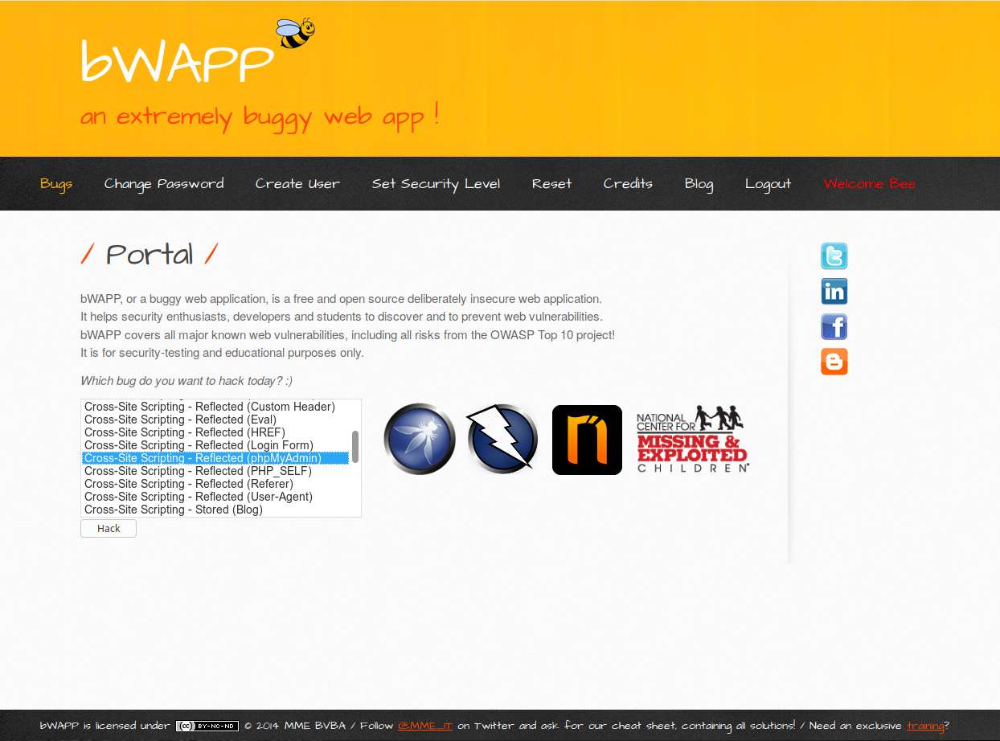 bWAPP
an extremely buggy web app !
Bugs Change Password Create User Set Security Level Reset Credits Blog Logout Welcome Bee
/ Portal /
bWAPP, or a buggy web application, is a free and open source deliberately insecure web application.
It helps security enthusiasts, developers and students to discover and to prevent web vulnerabilities.
bWAPP covers all major known web vulnerabilities, including all risks from the OWASP Top 10 project!
It is for security-testing and educational purposes only.
Which bug do you want to hack today? :)
Cross-Site Scripting - Reflected (Custom Header)
Cross-Site Scripting - Reflected (Eval)
Cross-Site Scripting - Reflected (HREF)
Cross-Site Scripting - Reflected (Login Form)
Cross-Site Scripting - Reflected (phpMyAdmin)
Cross-Site Scripting - Reflected (PHP_SELF)
Cross-Site Scripting - Reflected (Referer)
Cross-Site Scripting - Reflected (User-Agent)
Cross-Site Scripting - Stored (Blog)
Hack
NATIONAL
CENTER FOR
MISSING &
EXPLOITED
CHILDREN®
bWAPP is licensed under (cc) BY-NC-ND © 2014 MME BVBA / Follow @MME_IT on Twitter and ask for our cheat sheet, containing all solutions! / Need an exclusive training?